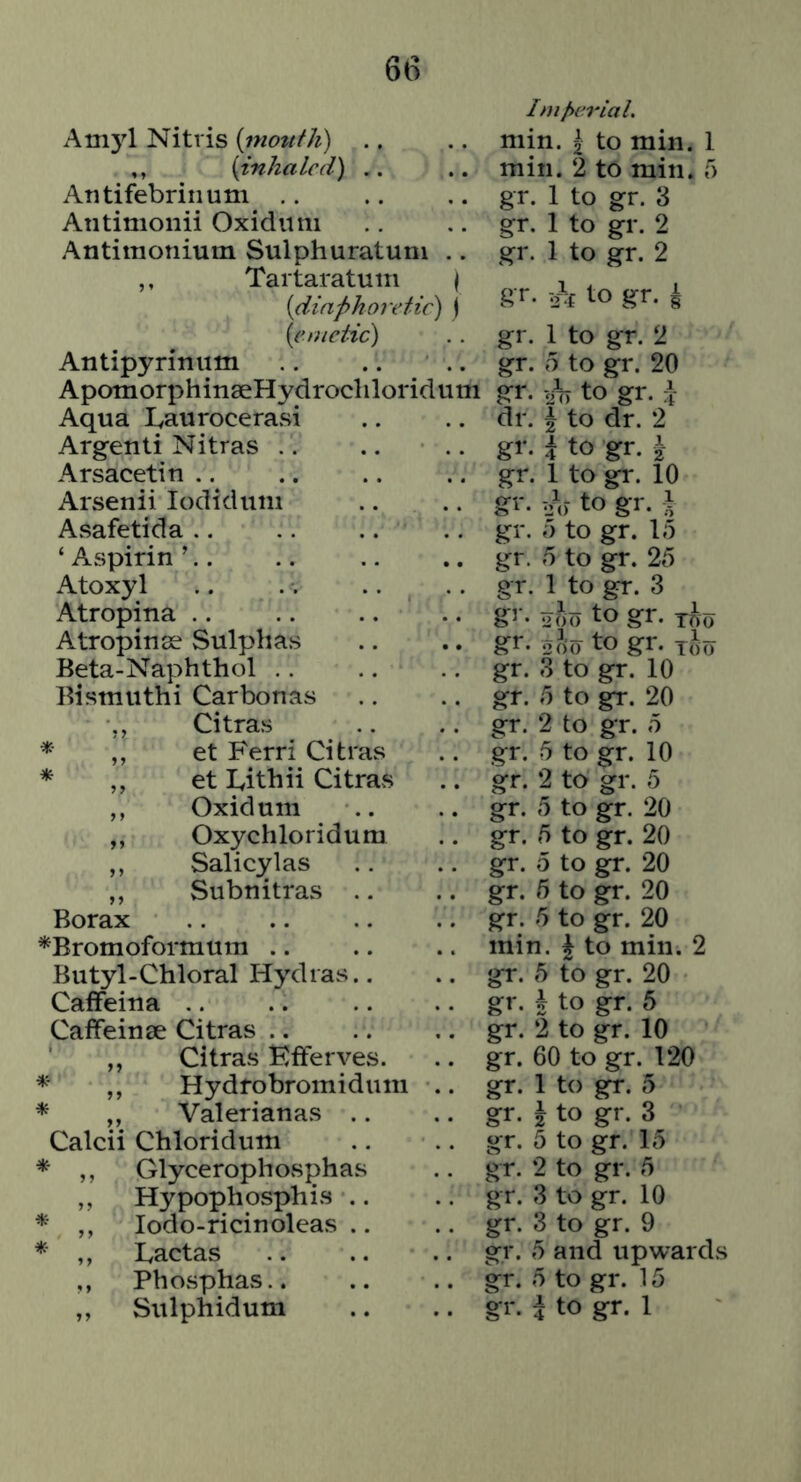 66
Imperial.
Amyl Nitris (mouth) .. .. min. ½ to min. 1
,, (inhaled) .. .. min. 2 to min. 5
Antifebrinum .. .. .. gr. 1 to gr. 3
Antimonii Oxidum .. .. gr. 1 to gr. 2
Antimonium Sulphuratum .. gr. 1 to gr. 2
,, Tartaratum (diaphoretic) } gr. 1/24 to gr. ⅛
(emetic) .. gr. 1 to gr. 2
Antipyrinum .. .. .. gr. 5 to gr. 20
ApomorphinæHydrochloridum gr. 1/20 to gr. ¼
Aqua Laurocerasi .. .. dr. ½ to dr. 2
Argenti Nitras .. .. .. gr. ¼ to gr. ½
Arsacetin .. .. .. .. gr. 1 to gr. 10
Arsenii Iodidum .. .. gr. 1/20 to gr. ⅕
Asafetida .. .. .. .. gr. 5 to gr. 15
‘Aspirin’.. .. .. .. gr. 5 to gr. 25
Atoxyl .. .. .. .. gr. 1 to gr. 3
Atropina .. .. .. .. gr. 1/200 to gr. 1/100
Atropinæ Sulphas .. .. gr. 1/200 to gr. 1/100
Beta-Naphthol .. .. .. gr. 3 to gr. 10
Bismuthi Carbonas .. .. gr. 5 to gr. 20
,, Citras .. .. gr. 2 to gr. 5
* ,, et Ferri Citras .. gr. 5 to gr. 10
* ,, et Lithii Citras .. gr. 2 to gr. 5
,, Oxidum .. .. gr. 5 to gr. 20
,, Oxychloridum .. gr. 5 to gr. 20
,, Salicylas .. .. gr. 5 to gr. 20
,, Subnitras .. .. gr. 5 to gr. 20
Borax .. .. .. .. gr. 5 to gr. 20
*Bromoformum .. .. .. min. ½ to min. 2
Butyl-Chloral Hydras.. .. gr. 5 to gr. 20
Caffeina .. .. .. .. gr. to gr. 5
Caffeinæ Citras .. .. .. gr. 2 to gr. 10
,, Citras Efferves. .. gr. 60 to gr. 120
* ,, Hydrobromidum .. gr. 1 to gr. 5
* ,, Valerianas .. .. gr. ½ to gr. 3
Calcii Chloridum .. .. gr. 5 to gr. 15
* ,, Glycerophosphas .. gr. 2 to gr. 5
,, Hypophosphis .. .. gr. 3 to gr. 10
* ,, Iodo-ricinoleas .. .. gr. 3 to gr. 9
* ,, Lactas .. .. .. gr. 5 and upwards
,, Phosphas.. .. .. gr. 5 to gr. 15
,, Sulphidum .. .. gr. ¼ to gr. 1